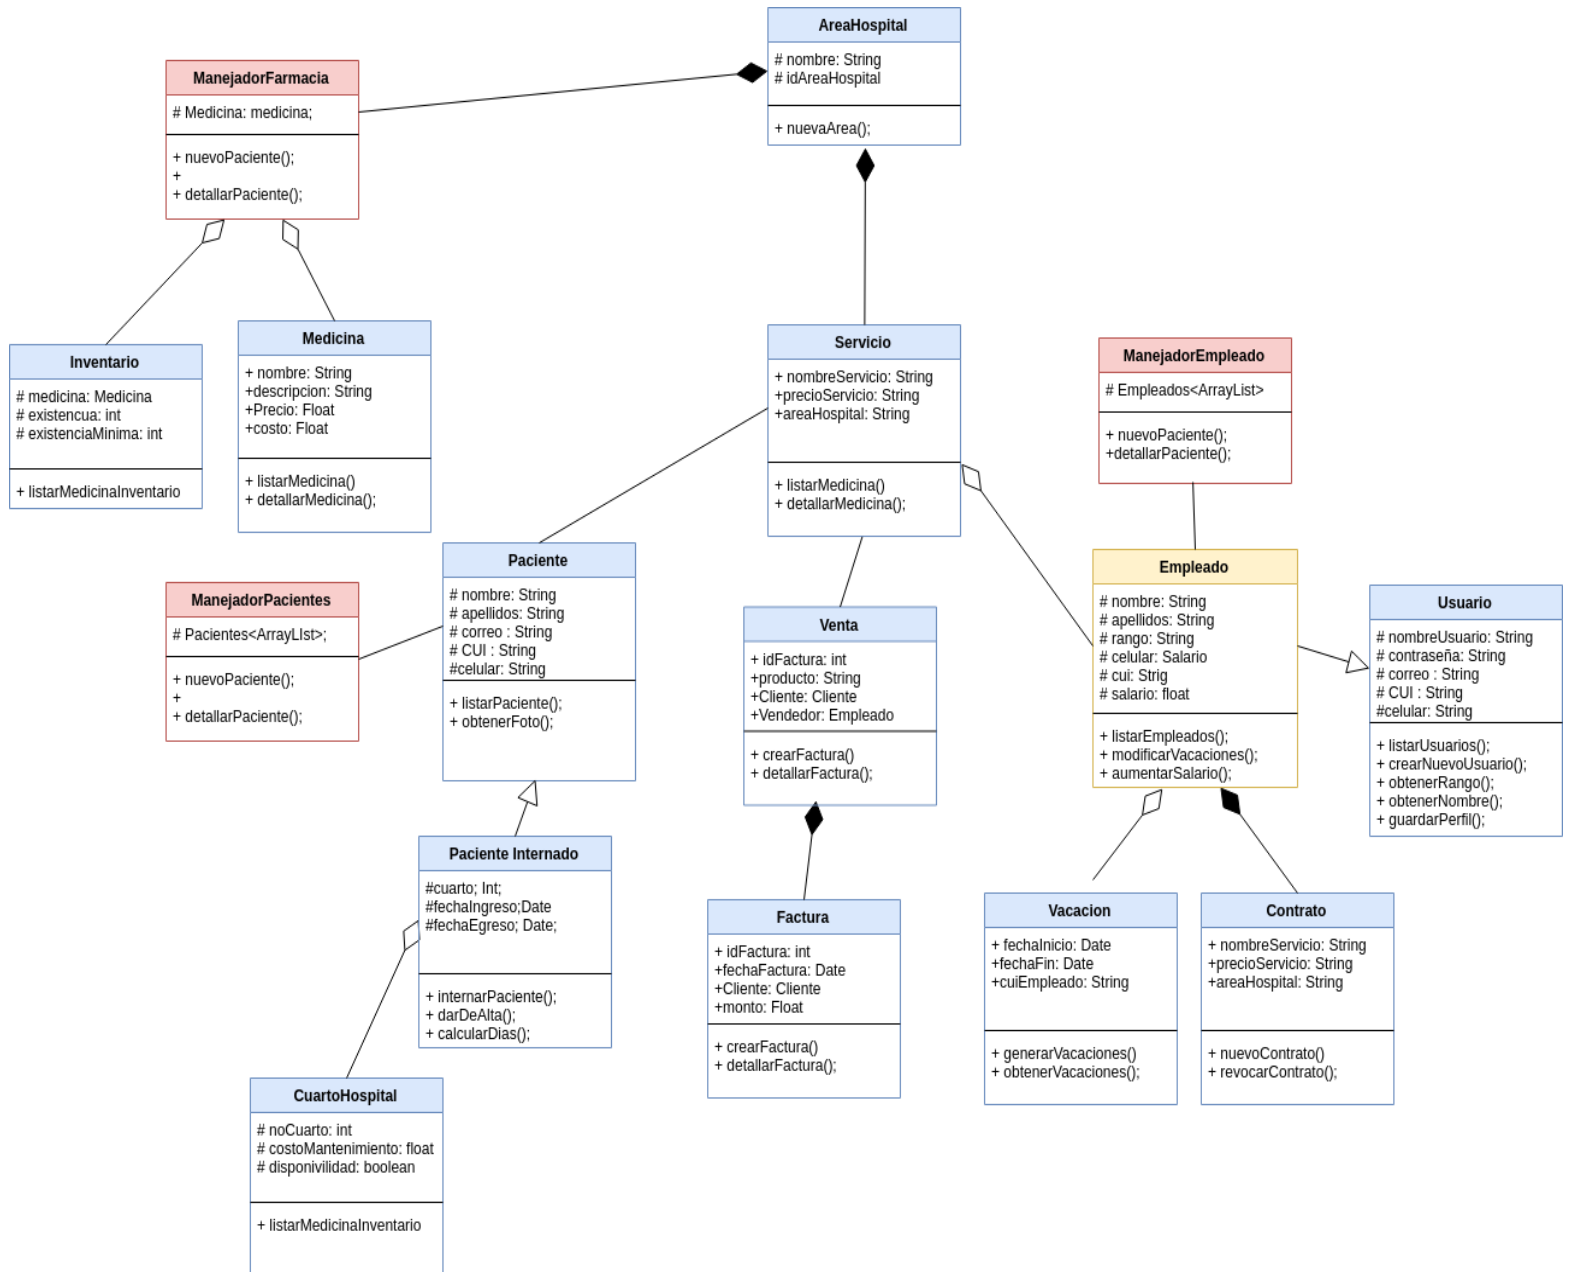 AreaHospital
# nombre: String
# idAreaHospital
+ nuevaArea();
ManejadorFarmacia
# Medicina: medicina;
+ nuevoPaciente();
+
+ detallarPaciente();
Inventario
# medicina: Medicina
# existencua: int
# existenciaMinima: int
+ listarMedicinaInventario
Medicina
+ nombre: String
+descripcion: String
+Precio: Float
+costo: Float
+ listarMedicina()
+ detallarMedicina();
Servicio
+ nombreServicio: String
+precioServicio: String
+areaHospital: String
+ listarMedicina()
+ detallarMedicina();
ManejadorEmpleado
# Empleados<ArrayList>
+ nuevoPaciente();
+detallarPaciente();
ManejadorPacientes
# Pacientes<ArrayLIst>;
+ nuevoPaciente();
+
+ detallarPaciente();
Paciente
# nombre: String
# apellidos: String
# correo : String
# CUI : String
#celular: String
+ listarPaciente();
+ obtenerFoto();
Venta
+ idFactura: int
+producto: String
+Cliente: Cliente
+Vendedor: Empleado
+ crearFactura()
+ detallarFactura();
Empleado
# nombre: String
# apellidos: String
# rango: String
# celular: Salario
# cui: Strig
# salario: float
+ listarEmpleados();
+ modificarVacaciones();
+ aumentarSalario();
Usuario
# nombreUsuario: String
# contraseña: String
# correo : String
# CUI : String
#celular: String
+ listarUsuarios();
+ crearNuevoUsuario();
+ obtenerRango();
+ obtenerNombre();
+ guardarPerfil();
Paciente Internado
#cuarto; Int;
#fechaIngreso;Date
#fechaEgreso; Date;
+ internarPaciente();
+ darDeAlta();
+ calcularDias();
Factura
+ idFactura: int
+fechaFactura: Date
+Cliente: Cliente
+monto: Float
+ crearFactura()
+ detallarFactura();
Vacacion
+ fechaInicio: Date
+fechaFin: Date
+cuiEmpleado: String
+ generarVacaciones()
+ obtenerVacaciones();
Contrato
+ nombreServicio: String
+precioServicio: String
+areaHospital: String
+ nuevoContrato()
+ revocarContrato();
CuartoHospital
# noCuarto: int
# costoMantenimiento: float
# disponivilidad: boolean
+ listarMedicinaInventario